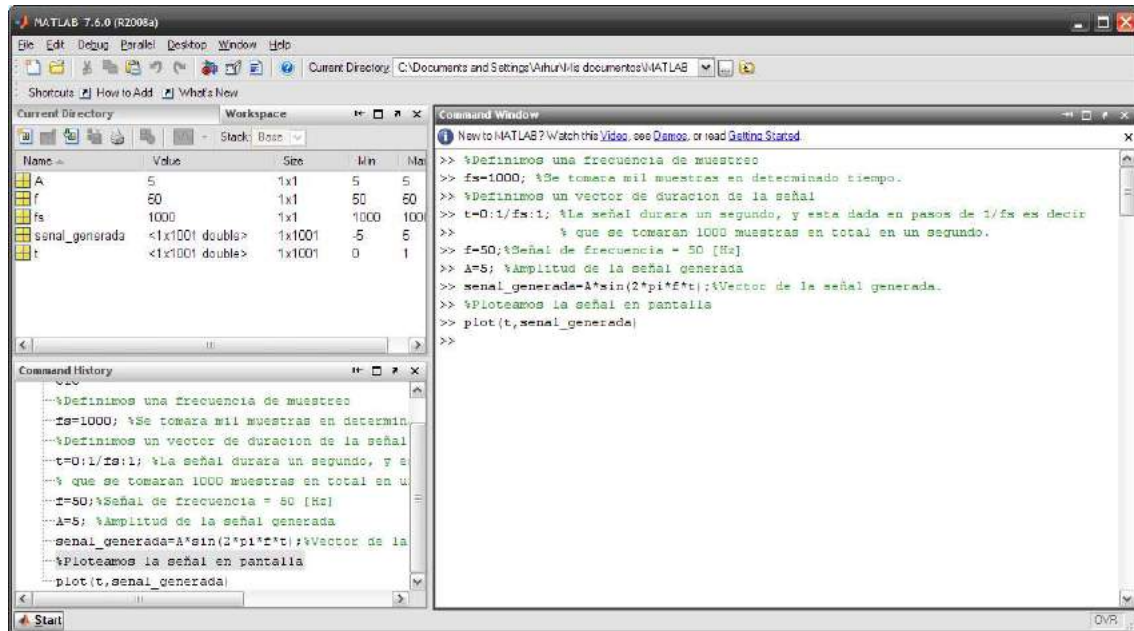 MATLAB 7.6.0 (R2008a)
File Edit Debug Parallel Desktop Window Help
Current Directory: C:\Documents and Settings\Arhur\Mis documentos\MATLAB
Shortcuts How to Add What's New
Current Directory Workspace
Stack: Base
Name Value Size Min Max
A 5 1x1 5 5
f 50 1x1 50 50
fs 1000 1x1 1000 100
senal_generada <1x1001 double> 1x1001 -5 5
t <1x1001 double> 1x1001 0 1
Command History
clc
%Definimos una frecuencia de muestreo
fs=1000; %Se tomara mil muestras en determin
%Definimos un vector de duracion de la señal
t=0:1/fs:1; %La señal durara un segundo, y e
% que se tomaran 1000 muestras en total en u
f=50;%Señal de frecuencia = 50 [Hz]
A=5; %Amplitud de la señal generada
senal_generada=A*sin(2*pi*f*t);%Vector de la
%Ploteamos la señal en pantalla
plot(t,senal_generada)
Start
Command Window
New to MATLAB? Watch this Video, see Demos, or read Getting Started.
>> %Definimos una frecuencia de muestreo
>> fs=1000; %Se tomara mil muestras en determinado tiempo.
>> %Definimos un vector de duracion de la señal
>> t=0:1/fs:1; %La señal durara un segundo, y esta dada en pasos de 1/fs es decir
>> % que se tomaran 1000 muestras en total en un segundo.
>> f=50;%Señal de frecuencia = 50 [Hz]
>> A=5; %Amplitud de la señal generada
>> senal_generada=A*sin(2*pi*f*t);%Vector de la señal generada.
>> %Ploteamos la señal en pantalla
>> plot(t,senal_generada)
>>
OVR